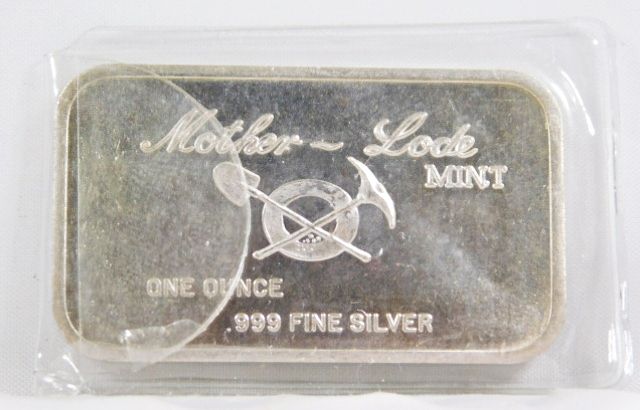 Mother ~ Lode
MINT
ONE OUNCE
.999 FINE SILVER